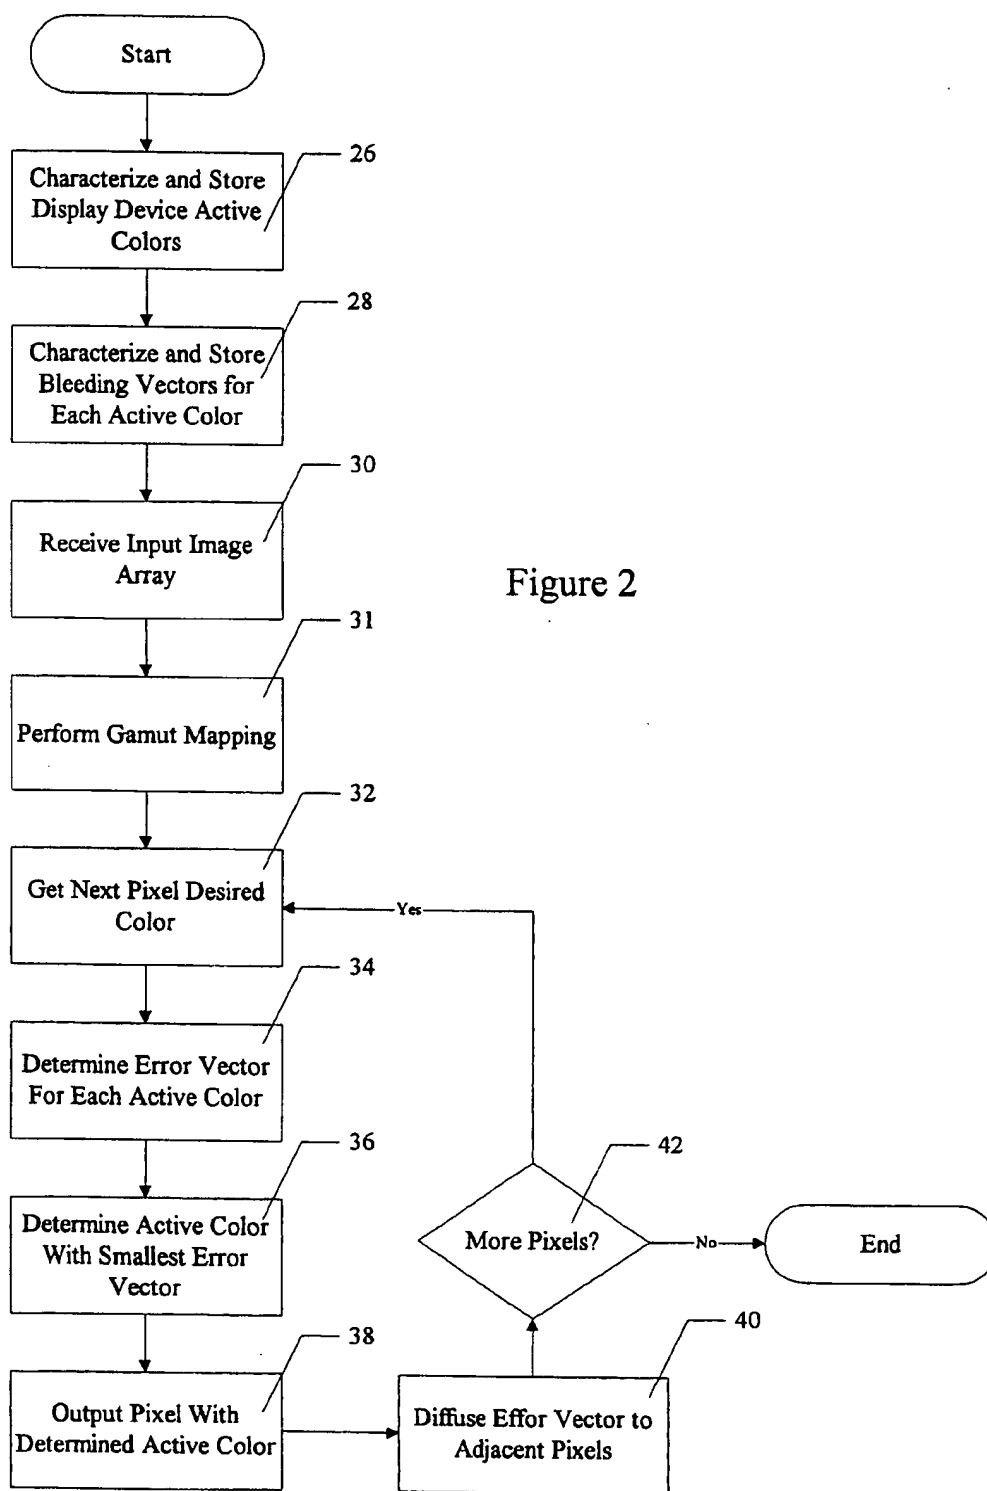 Start
26
Characterize and Store
Display Device Active
Colors
28
Characterize and Store
Bleeding Vectors for
Each Active Color
30
Receive Input Image
Array
Figure 2
31
Perform Gamut Mapping
32
Get Next Pixel Desired
Color
Yes
34
Determine Error Vector
For Each Active Color
36
Determine Active Color
With Smallest Error
Vector
42
More Pixels?
No
End
38
Output Pixel With
Determined Active Color
40
Diffuse Effor Vector to
Adjacent Pixels